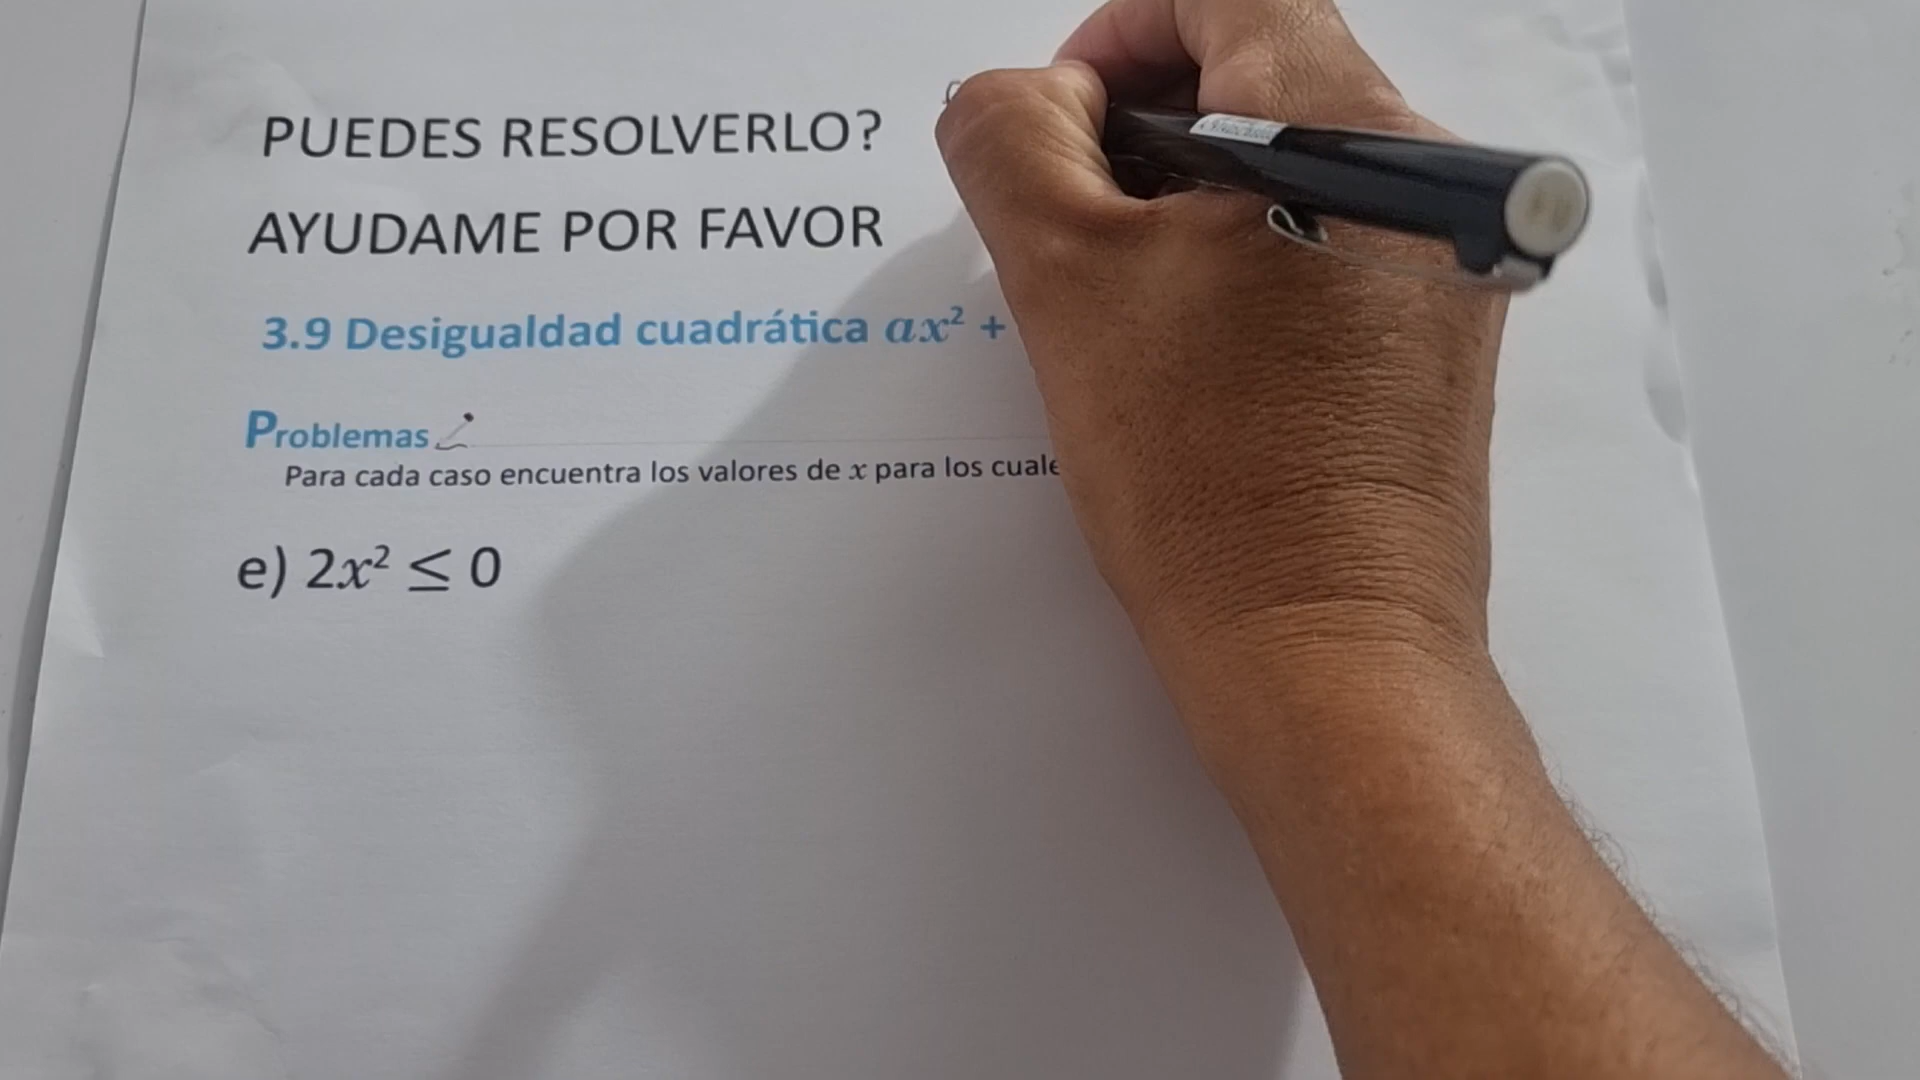 PUEDES RESOLVERLO?
AYUDAME POR FAVOR
3.9 Desigualdad cuadrática ax² +
Problemas
Para cada caso encuentra los valores de x para los
e) 2x² ≤ 0